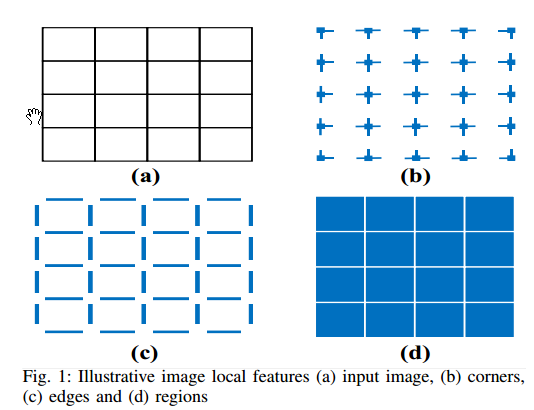 (a)
(b)
(c)
(d)
Fig. 1: Illustrative image local features (a) input image, (b) corners,
(c) edges and (d) regions